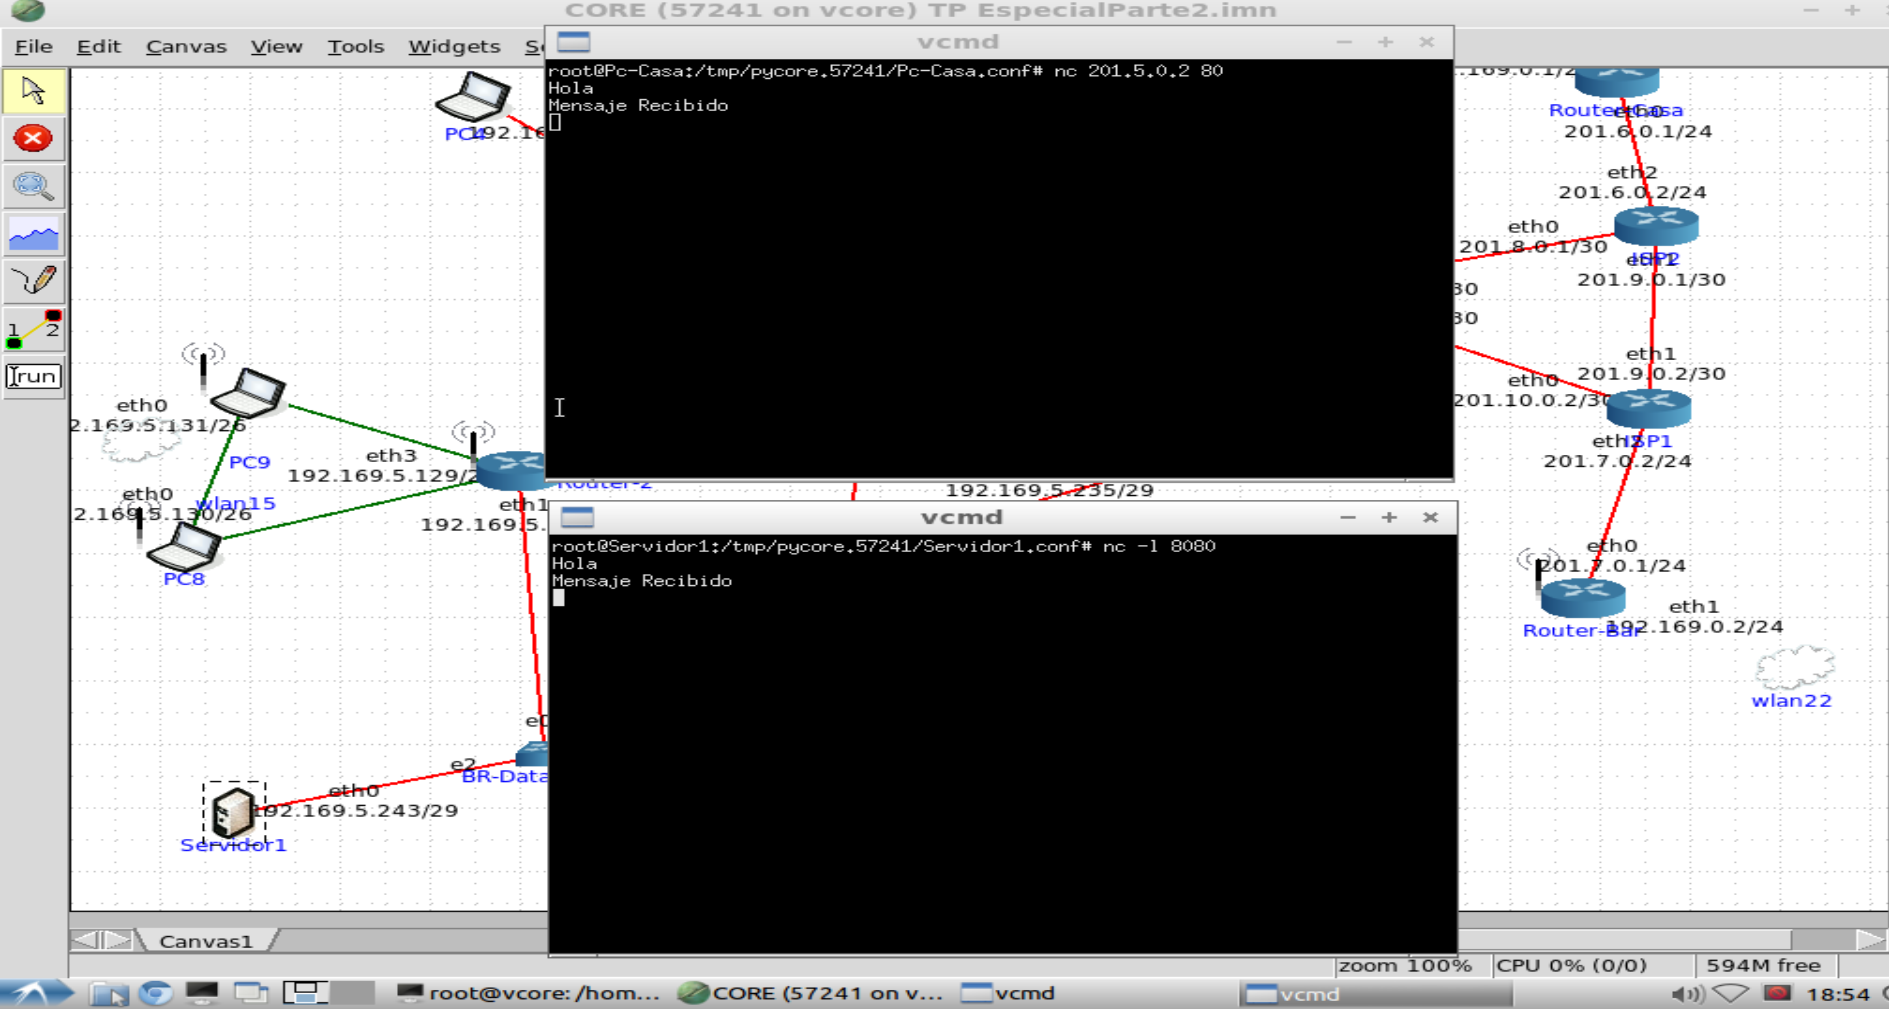 CORE (57241 on vcore) TP EspecialParte2.imn
File Edit Canvas View Tools Widgets
vcmd
root@Pc-Casa:/tmp/pycore.57241/Pc-Casa.conf# nc 201.5.0.2 80
Hola
Mensaje Recibido
PC4
192.16
.169.0.1/2
Router-Casa
eth0
201.6.0.1/24
eth2
201.6.0.2/24
eth0
201.8.0.1/30
ISP2
eth1
201.9.0.1/30
30
30
eth1
201.9.0.2/30
eth0
201.10.0.2/30
ISP1
eth2
201.7.0.2/24
1 2
run
eth0
2.169.5.131/26
PC9
eth3
192.169.5.129/2
eth0
wlan15
2.169.5.130/26
PC8
Router-2
eth1
192.169.5.
192.169.5.235/29
vcmd
root@Servidor1:/tmp/pycore.57241/Servidor1.conf# nc -l 8080
Hola
Mensaje Recibido
eth0
201.7.0.1/24
eth1
Router-Bar
192.169.0.2/24
wlan22
e0
e2
BR-Data
eth0
192.169.5.243/29
Servidor1
Canvas1
zoom 100% CPU 0% (0/0) 594M free
root@vcore: /hom... CORE (57241 on v... vcmd vcmd 18:54